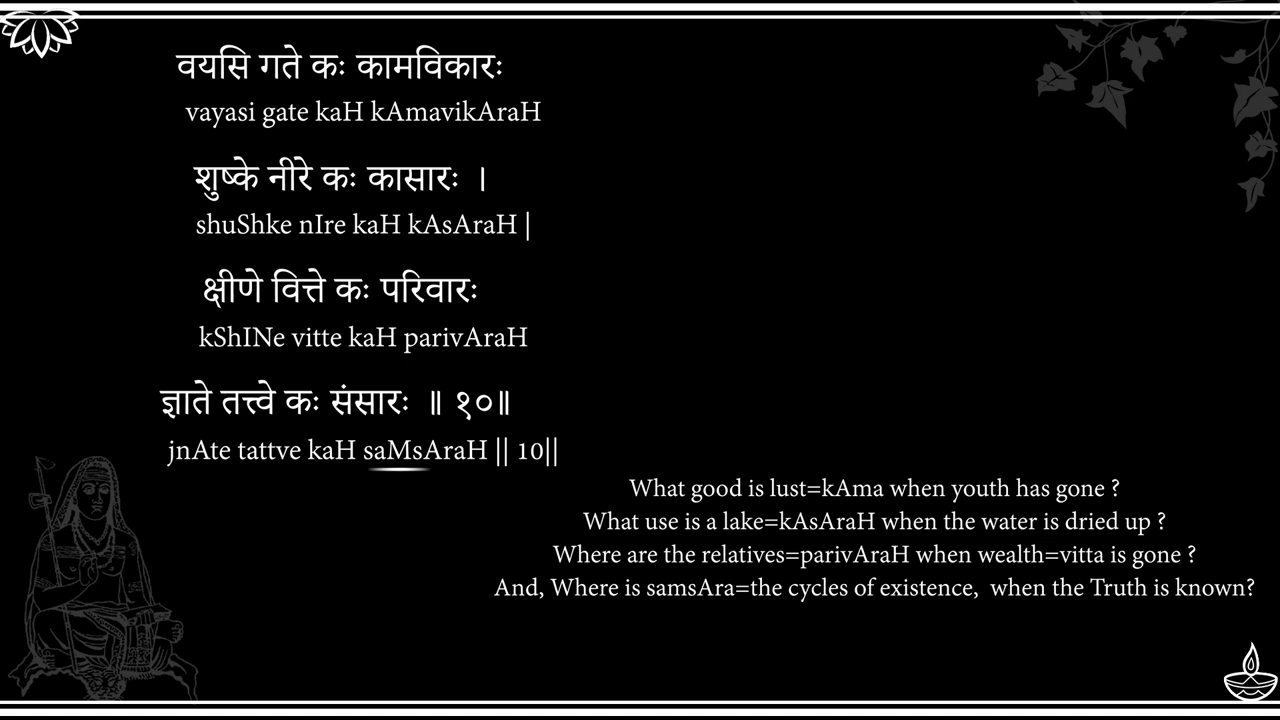 वयसि गते कः कामविकारः
vayasi gate kaH kAmavikAraH
शुष्के नीरे कः कासारः ।
shuShke nIre kaH kAsAraH |
क्षीणे वित्ते कः परिवारः
kShINe vitte kaH parivAraH
ज्ञाते तत्त्वे कः संसारः ॥ १०॥
jnAte tattve kaH saMsAraH || 10||
What good is lust=kAma when youth has gone ?
What use is a lake=kAsAraH when the water is dried up ?
Where are the relatives=parivAraH when wealth=vitta is gone ?
And, Where is samsAra=the cycles of existence,  when the Truth is known?